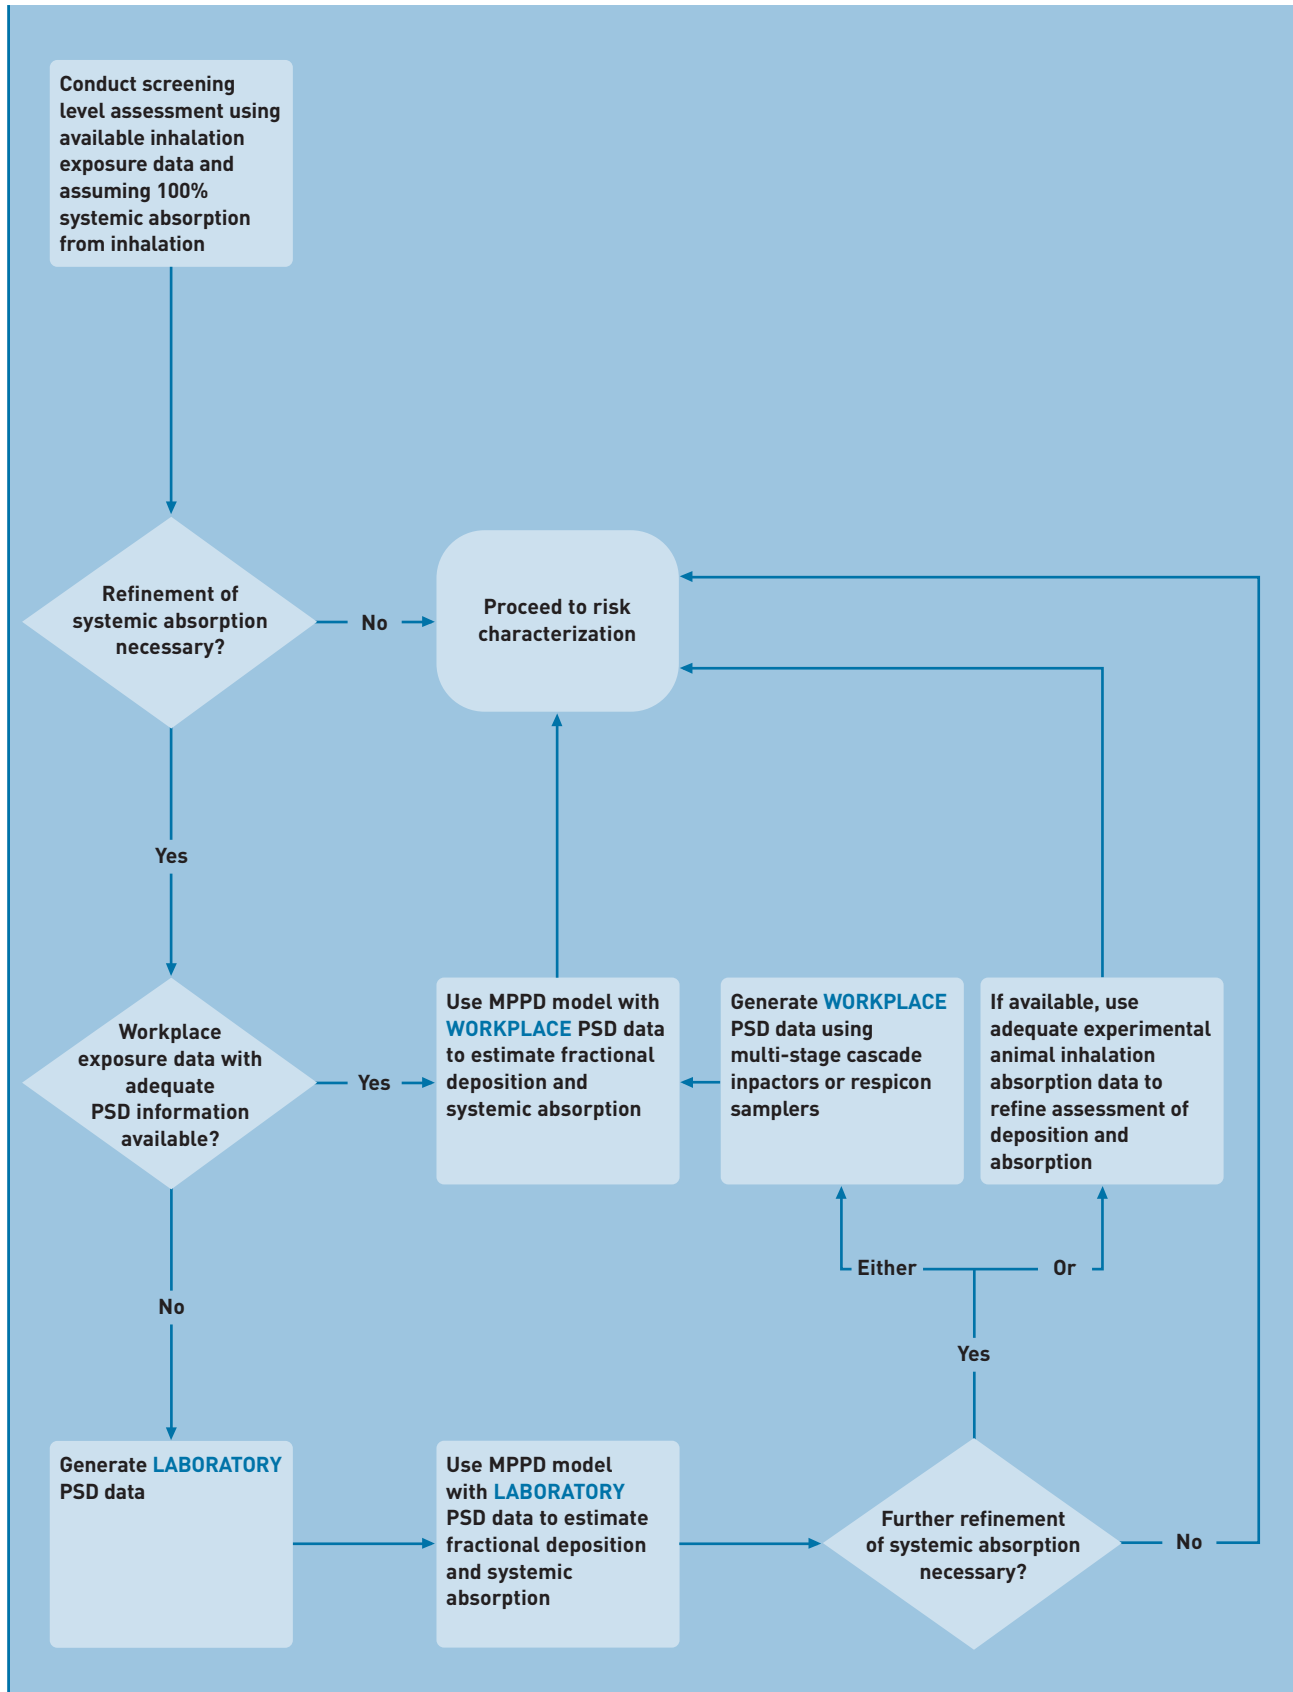 Conduct screening
level assessment using
available inhalation
exposure data and
assuming 100%
systemic absorption
from inhalation
Refinement of
systemic absorption
necessary?
No
Proceed to risk
characterization
Yes
Workplace
exposure data with
adequate
PSD information
available?
Yes
Use MPPD model with
WORKPLACE PSD data
to estimate fractional
deposition and
systemic absorption
Generate WORKPLACE
PSD data using
multi-stage cascade
inpactors or respicon
samplers
If available, use
adequate experimental
animal inhalation
absorption data to
refine assessment of
deposition and
absorption
Either
Or
No
Yes
Generate LABORATORY
PSD data
Use MPPD model
with LABORATORY
PSD data to estimate
fractional deposition
and systemic
absorption
Further refinement
of systemic absorption
necessary?
No